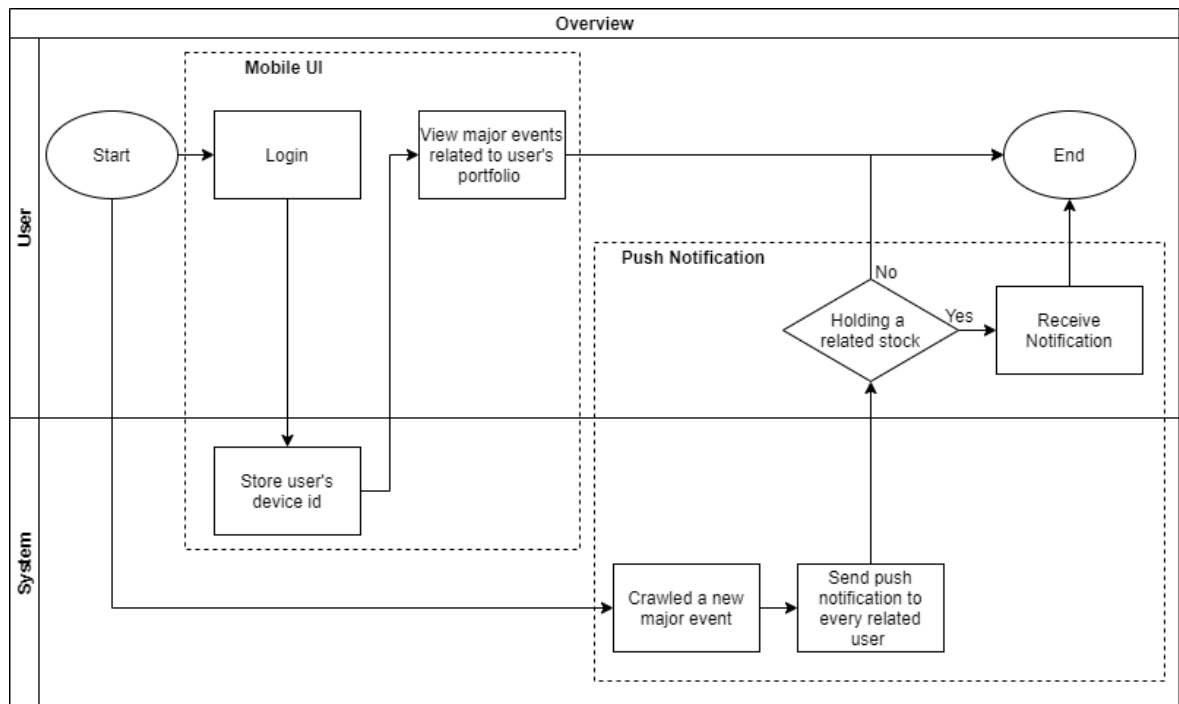 Overview
User
Mobile UI
Start
Login
View major events
related to user's
portfolio
End
Push Notification
No
Holding a
related stock
Yes
Receive
Notification
System
Store user's
device id
Crawled a new
major event
Send push
notification to
every related
user